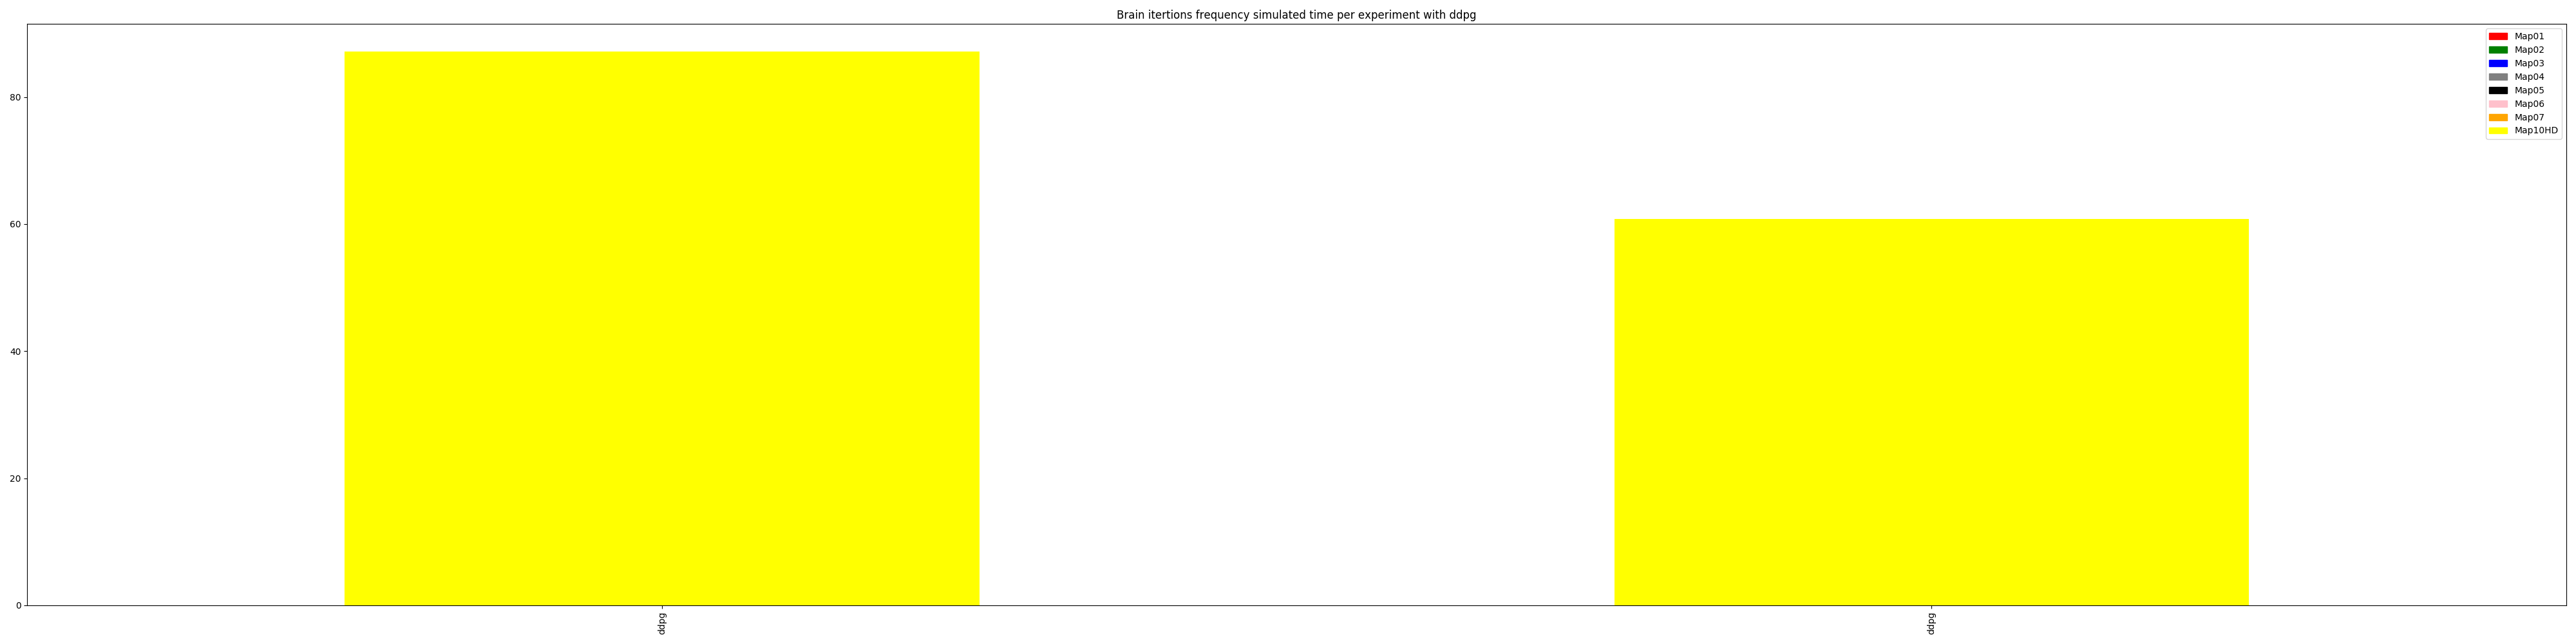 Brain itertions frequency simulated time per experiment with ddpg
Map01
Map02
Map03
Map04
Map05
Map06
Map07
Map10HD
80
60
40
20
0
ddpg
ddpg